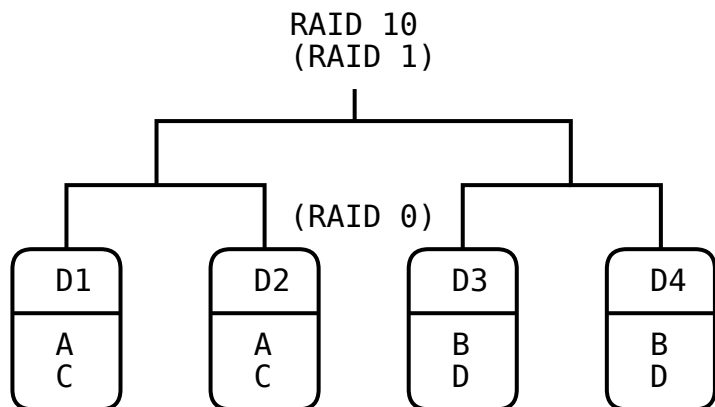 RAID 10
(RAID 1)
(RAID 0)
D1 D2 D3 D4
A A B B
C C D D